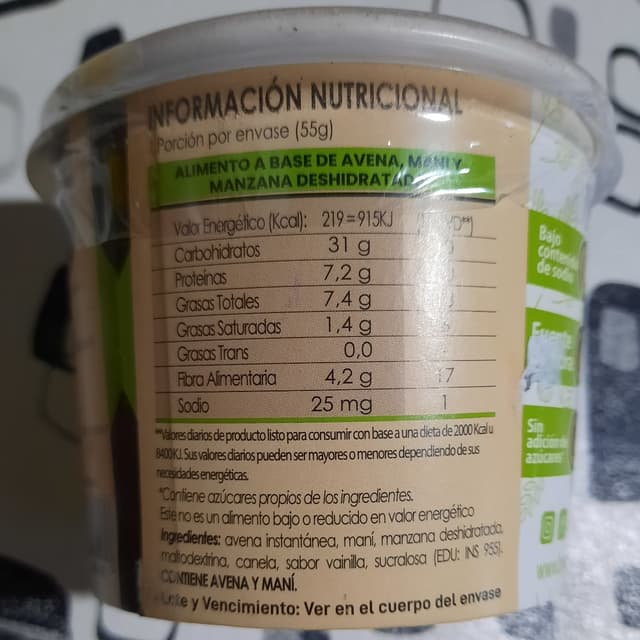 INFORMACIÓN NUTRICIONAL
Porción por envase (55g)
ALIMENTO A BASE DE AVENA, MANI Y
MANZANA DESHIDRATAD
Valor Energético (Kcal): 219=915KJ
Carbohidratos 31 g
Proteínas 7,2 g
Grasas Totales 7,4 g
Grasas Saturadas 1,4 g
Grasas Trans 0,0
Fibra Alimentaria 4,2 g 17
Sodio 25 mg 1
**Valores diarios de producto listo para consumir con base a una dieta de 2000 Kcal u
8400 KJ. Sus valores diarios pueden ser mayores o menores dependiendo de sus
necesidades energéticas.
*Contiene azúcares propios de los ingredientes.
Este no es un alimento bajo o reducido en valor energético
Ingredientes: avena instantánea, maní, manzana deshidratada,
maltodextrina, canela, sabor vainilla, sucralosa (EDU: INS 955).
CONTIENE AVENA Y MANÍ.
Lote y Vencimiento: Ver en el cuerpo del envase
Bajo
contenido
de sodio
Fuente
Sin
adición de
azúcar